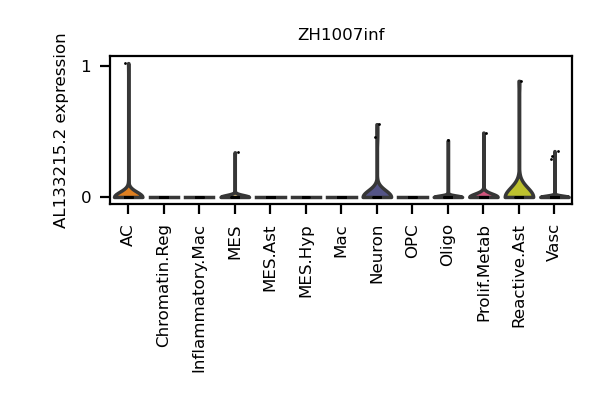 ZH1007inf
AL133215.2 expression
1
0
AC
Chromatin.Reg
Inflammatory.Mac
MES
MES.Ast
MES.Hyp
Mac
Neuron
OPC
Oligo
Prolif.Metab
Reactive.Ast
Vasc